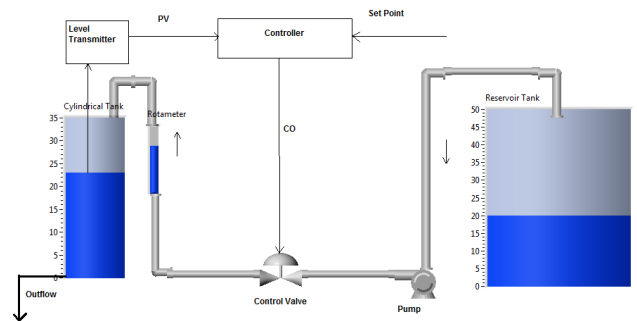 PV
Set Point
Level
Transmitter
Controller
Cylindrical Tank
Rotameter
CO
Reservoir Tank
35
30
25
20
15
10
5
0
50
45
40
35
30
25
20
15
10
5
0
Outflow
Control Valve
Pump